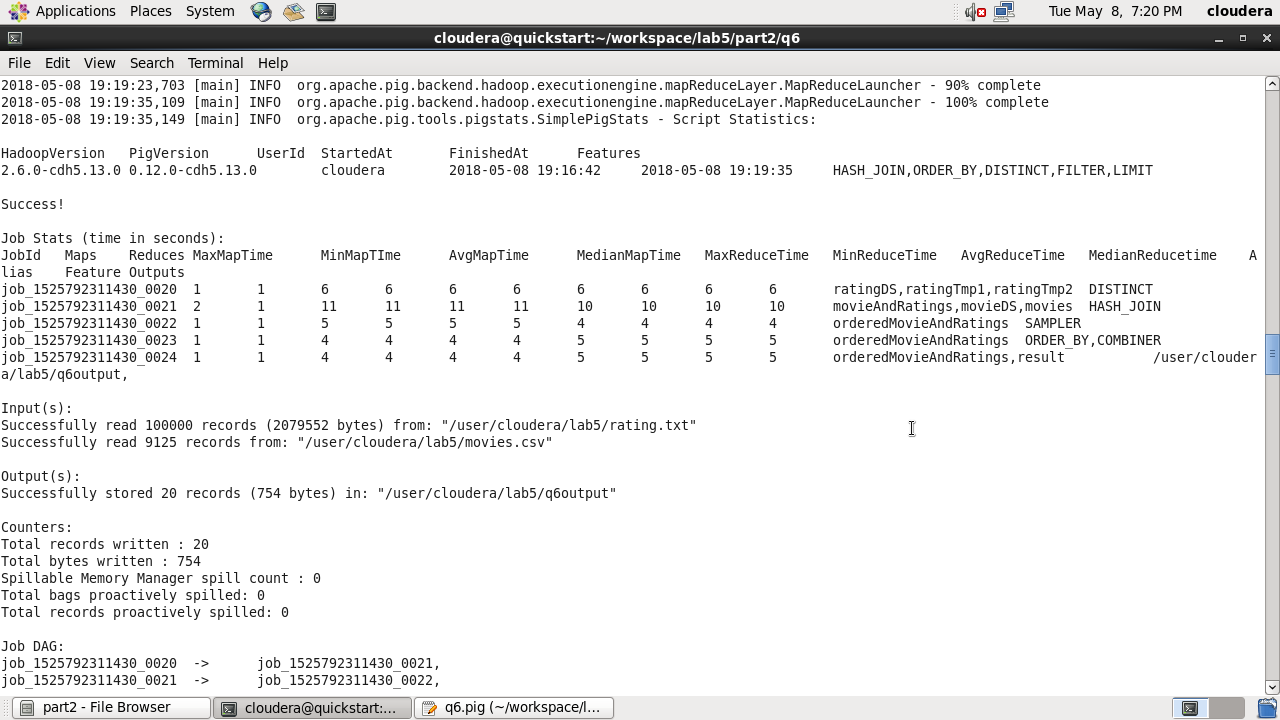 Applications Places System Tue May 8, 7:20 PM cloudera
cloudera@quickstart:~/workspace/lab5/part2/q6
File Edit View Search Terminal Help
2018-05-08 19:19:23,703 [main] INFO  org.apache.pig.backend.hadoop.executionengine.mapReduceLayer.MapReduceLauncher - 90% complete
2018-05-08 19:19:35,109 [main] INFO  org.apache.pig.backend.hadoop.executionengine.mapReduceLayer.MapReduceLauncher - 100% complete
2018-05-08 19:19:35,149 [main] INFO  org.apache.pig.tools.pigstats.SimplePigStats - Script Statistics:
HadoopVersion PigVersion UserId StartedAt FinishedAt Features
2.6.0-cdh5.13.0 0.12.0-cdh5.13.0 cloudera 2018-05-08 19:16:42 2018-05-08 19:19:35 HASH_JOIN,ORDER_BY,DISTINCT,FILTER,LIMIT
Success!
Job Stats (time in seconds):
JobId Maps Reduces MaxMapTime MinMapTIme AvgMapTime MedianMapTime MaxReduceTime MinReduceTime AvgReduceTime MedianReducetime A
lias Feature Outputs
job_1525792311430_0020 1 1 6 6 6 6 6 6 6 6 ratingDS,ratingTmp1,ratingTmp2 DISTINCT
job_1525792311430_0021 2 1 11 11 11 11 10 10 10 10 movieAndRatings,movieDS,movies HASH_JOIN
job_1525792311430_0022 1 1 5 5 5 5 4 4 4 4 orderedMovieAndRatings SAMPLER
job_1525792311430_0023 1 1 4 4 4 4 5 5 5 5 orderedMovieAndRatings ORDER_BY,COMBINER
job_1525792311430_0024 1 1 4 4 4 4 5 5 5 5 orderedMovieAndRatings,result /user/clouder
a/lab5/q6output,
Input(s):
Successfully read 100000 records (2079552 bytes) from: "/user/cloudera/lab5/rating.txt"
Successfully read 9125 records from: "/user/cloudera/lab5/movies.csv"
Output(s):
Successfully stored 20 records (754 bytes) in: "/user/cloudera/lab5/q6output"
Counters:
Total records written : 20
Total bytes written : 754
Spillable Memory Manager spill count : 0
Total bags proactively spilled: 0
Total records proactively spilled: 0
Job DAG:
job_1525792311430_0020 -> job_1525792311430_0021,
job_1525792311430_0021 -> job_1525792311430_0022,
part2 - File Browser cloudera@quickstart:... q6.pig (~/workspace/l...